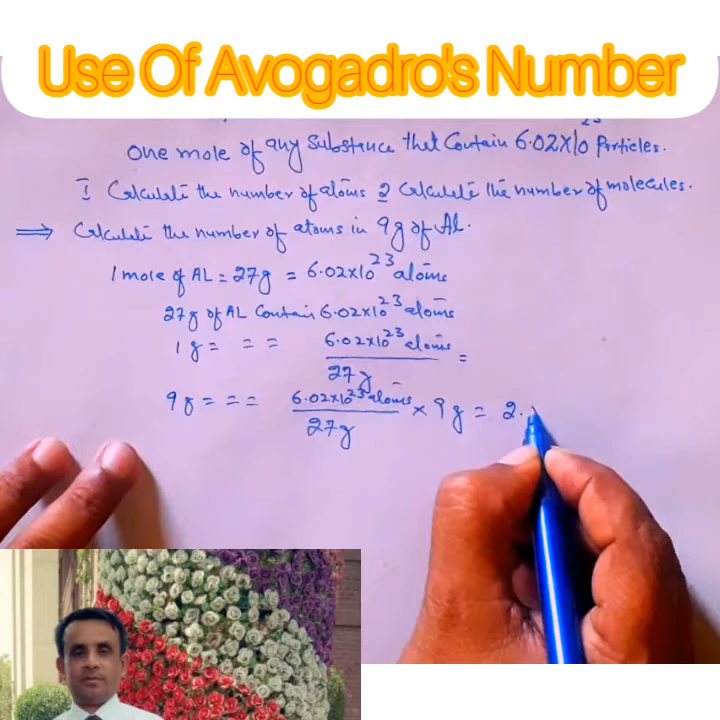 Use Of Avogadro's Number
One mole of any Substance that Contain 6.02X10²³ Particles.
1 Calculate the number of atoms 2 Calculate the number of molecules.
⇒ Calculate the number of atoms in 9g of Al.
1 mole of AL = 27g = 6.02X10²³ atoms
27g of AL Contain 6.02X10²³ atoms
1g = = = 6.02X10²³ atoms / 27g =
9g = = = 6.02X10²³ atoms / 27g × 9g = 2.